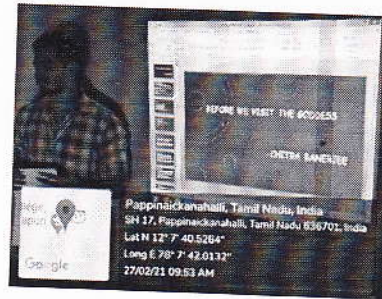 BEFORE WE VISIT THE GODDESS
CHITRA BANERJEE
Google
Pappinaickanahalli, Tamil Nadu, India
SH 17, Pappinaickanahalli, Tamil Nadu 636701, India
Lat N 12° 7' 40.5264"
Long E 78° 7' 42.0132"
27/02/21 09:53 AM